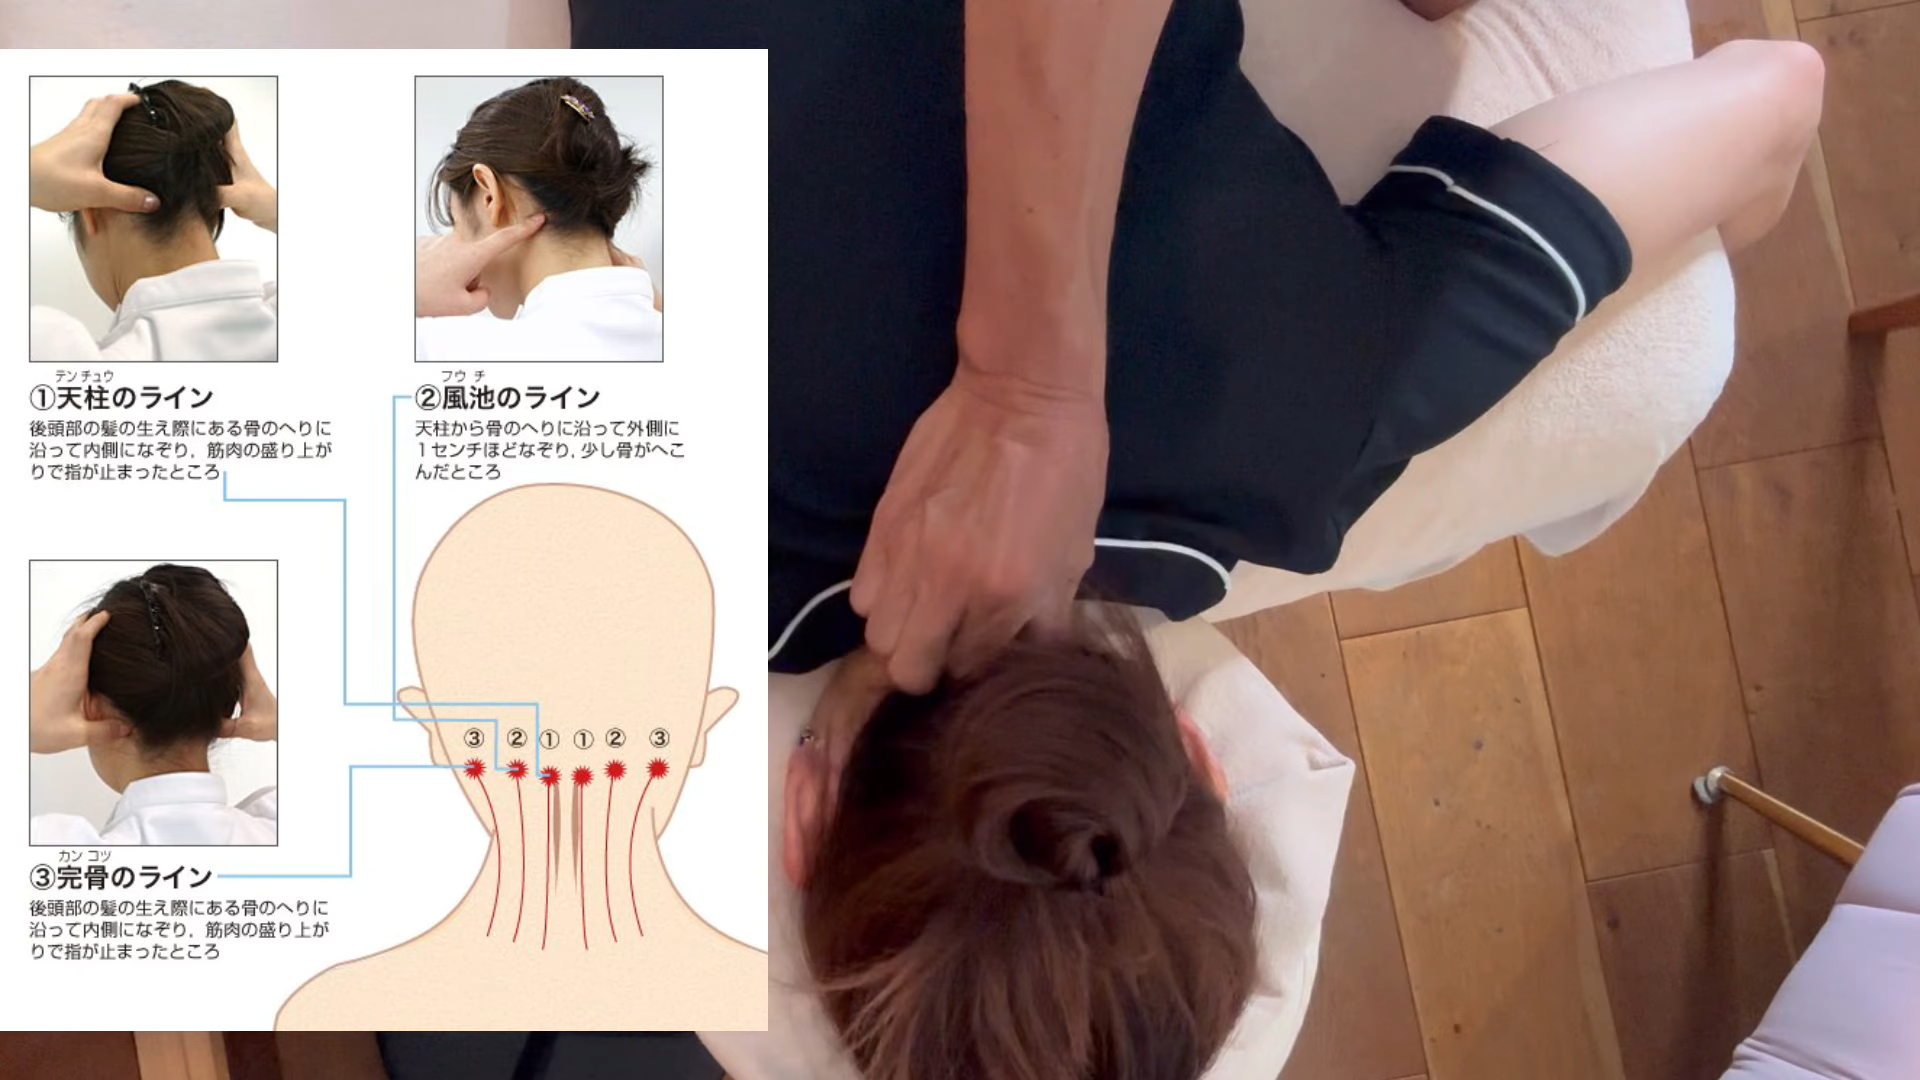 テンチュウ
①天柱のライン
後頭部の髪の生え際にある骨のへりに
沿って内側になぞり，筋肉の盛り上が
りで指が止まったところ
フウ チ
②風池のライン
天柱から骨のへりに沿って外側に
１センチほどなぞり，少し骨がへこ
んだところ
カン コツ
③完骨のライン
後頭部の髪の生え際にある骨のへりに
沿って内側になぞり，筋肉の盛り上が
りで指が止まったところ
③ ② ① ① ② ③